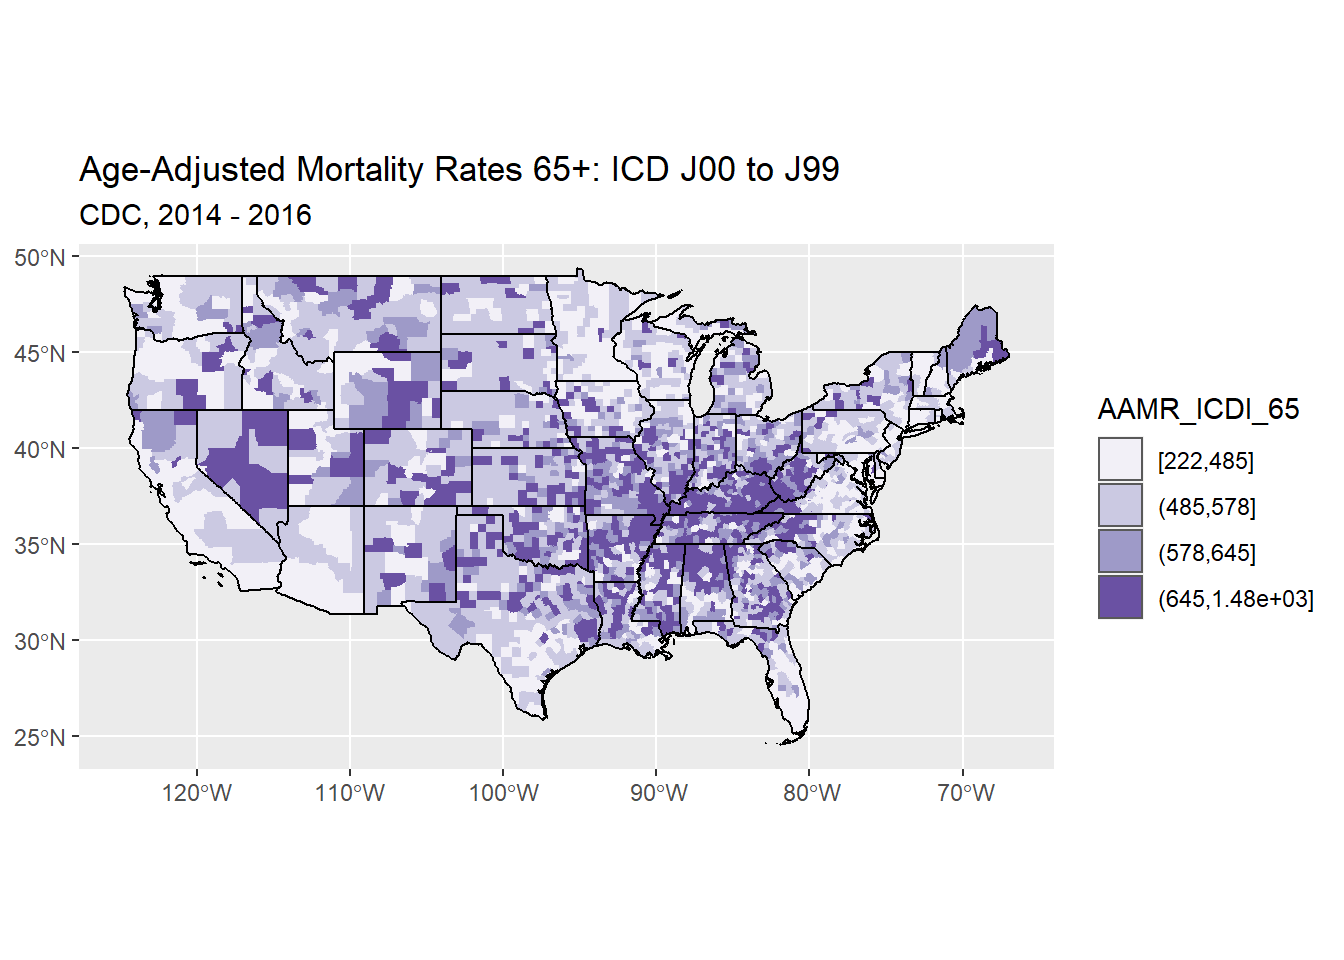 Age-Adjusted Mortality Rates 65+: ICD J00 to J99
CDC, 2014 - 2016
50°N
45°N
40°N
35°N
30°N
25°N
120°W 110°W 100°W 90°W 80°W 70°W
AAMR_ICDI_65
[222,485]
(485,578]
(578,645]
(645,1.48e+03]